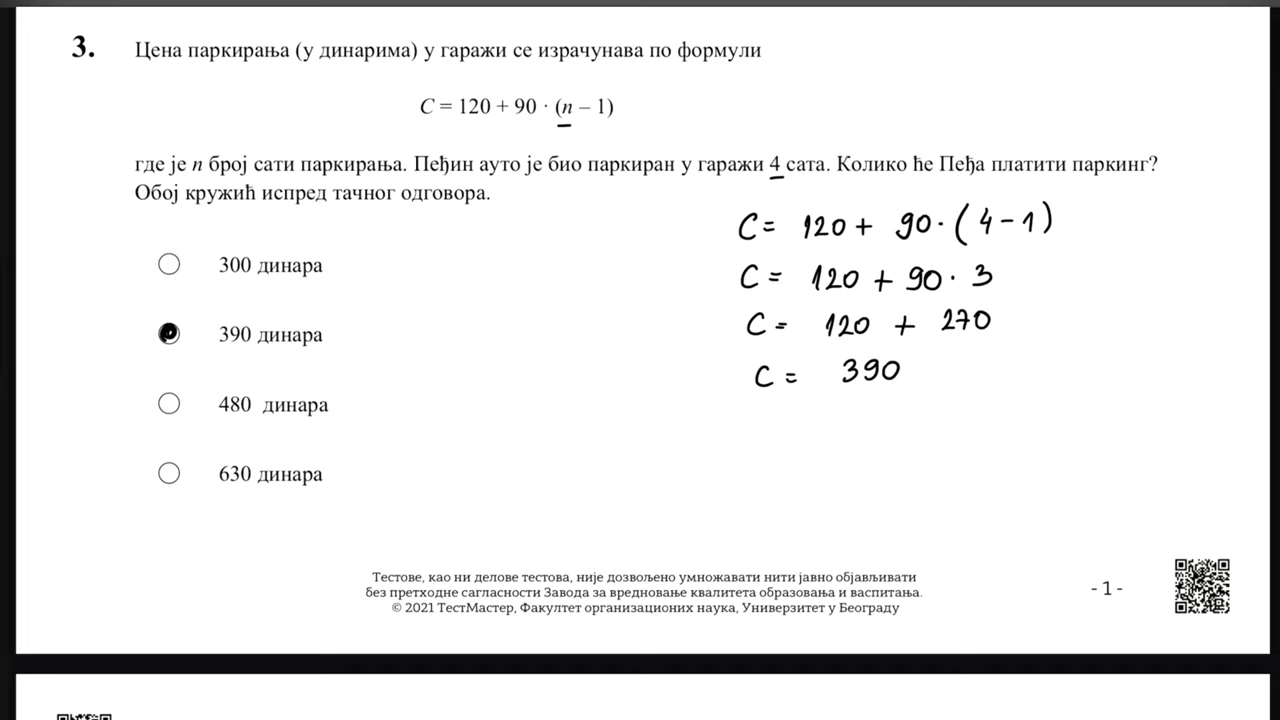 3. Цена паркирања (у динарима) у гаражи се израчунава по формули
C = 120 + 90 · (n – 1)
где је n број сати паркирања. Пеђин ауто је био паркиран у гаражи 4 сата. Колико ће Пеђа платити паркинг?
Обој кружић испред тачног одговора.
C = 120 + 90 · (4 - 1)
C = 120 + 90 · 3
C = 120 + 270
C = 390
300 динара
390 динара
480 динара
630 динара
Тестове, као ни делове тестова, није дозвољено умножавати нити јавно објављивати
без претходне сагласности Завода за вредновање квалитета образовања и васпитања.
© 2021 ТестМастер, Факултет организационих наука, Универзитет у Београду
- 1 -